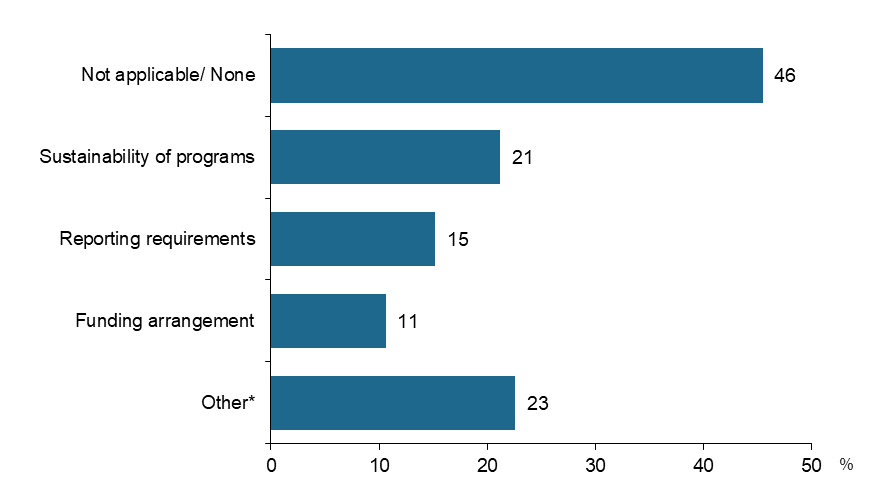 Not applicable/ None 46
Sustainability of programs 21
Reporting requirements 15
Funding arrangement 11
Other* 23
0 10 20 30 40 50 %